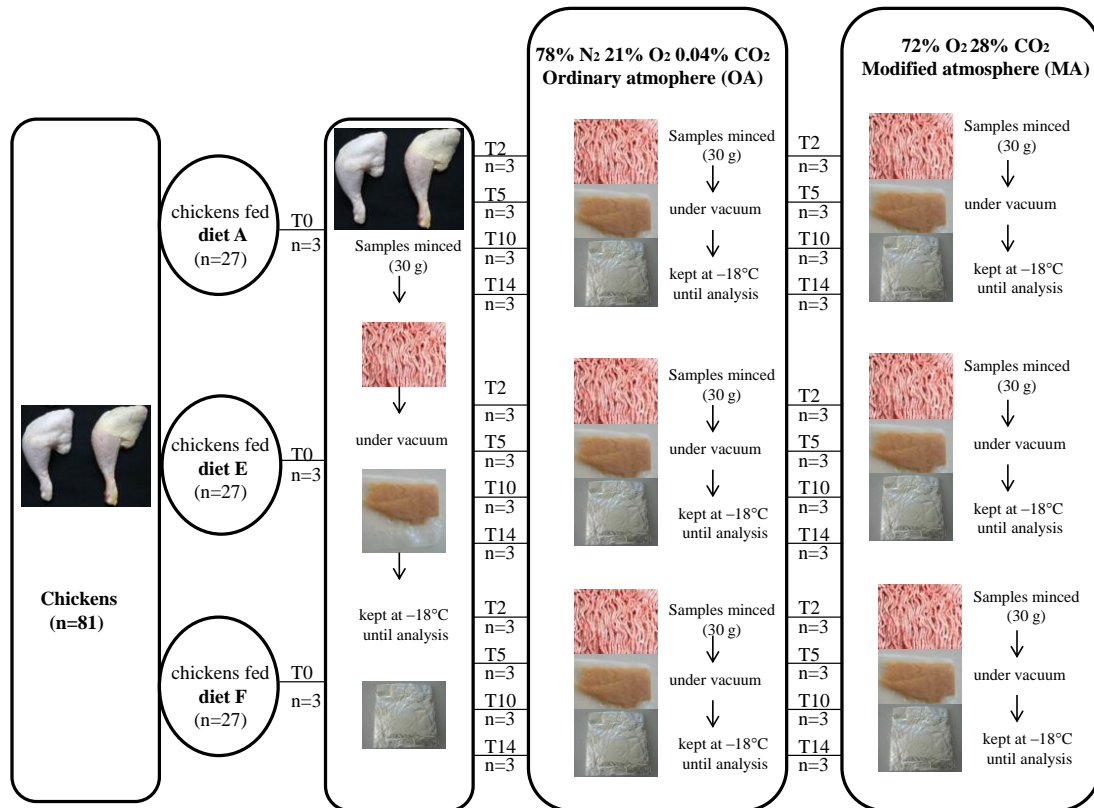 Chickens
(n=81)
chickens fed
diet A
(n=27)
T0
n=3
chickens fed
diet E
(n=27)
T0
n=3
chickens fed
diet F
(n=27)
T0
n=3
Samples minced
(30 g)
under vacuum
kept at –18°C
until analysis
T2
n=3
T5
n=3
T10
n=3
T14
n=3
T2
n=3
T5
n=3
T10
n=3
T14
n=3
T2
n=3
T5
n=3
T10
n=3
T14
n=3
78% N₂ 21% O₂ 0.04% CO₂
Ordinary atmophere (OA)
Samples minced
(30 g)
under vacuum
kept at –18°C
until analysis
Samples minced
(30 g)
under vacuum
kept at –18°C
until analysis
Samples minced
(30 g)
under vacuum
kept at –18°C
until analysis
T2
n=3
T5
n=3
T10
n=3
T14
n=3
T2
n=3
T5
n=3
T10
n=3
T14
n=3
T2
n=3
T5
n=3
T10
n=3
T14
n=3
72% O₂ 28% CO₂
Modified atmosphere (MA)
Samples minced
(30 g)
under vacuum
kept at –18°C
until analysis
Samples minced
(30 g)
under vacuum
kept at –18°C
until analysis
Samples minced
(30 g)
under vacuum
kept at –18°C
until analysis